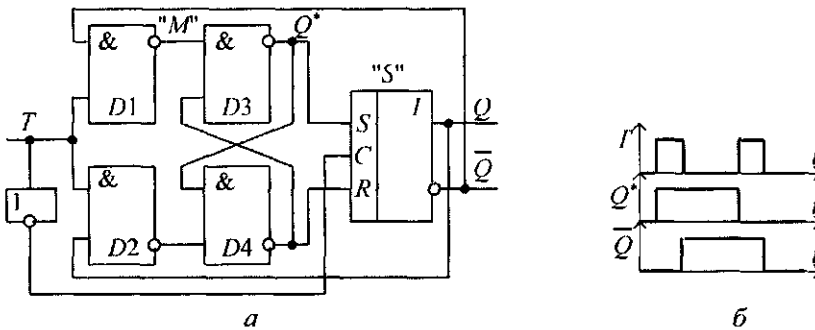 "M"
Q*
&
&
"S"
D1
D3
T
S
I
Q
C
R
Q̅
&
&
1
D2
D4
а
T
t
Q*
t
Q̅
t
б